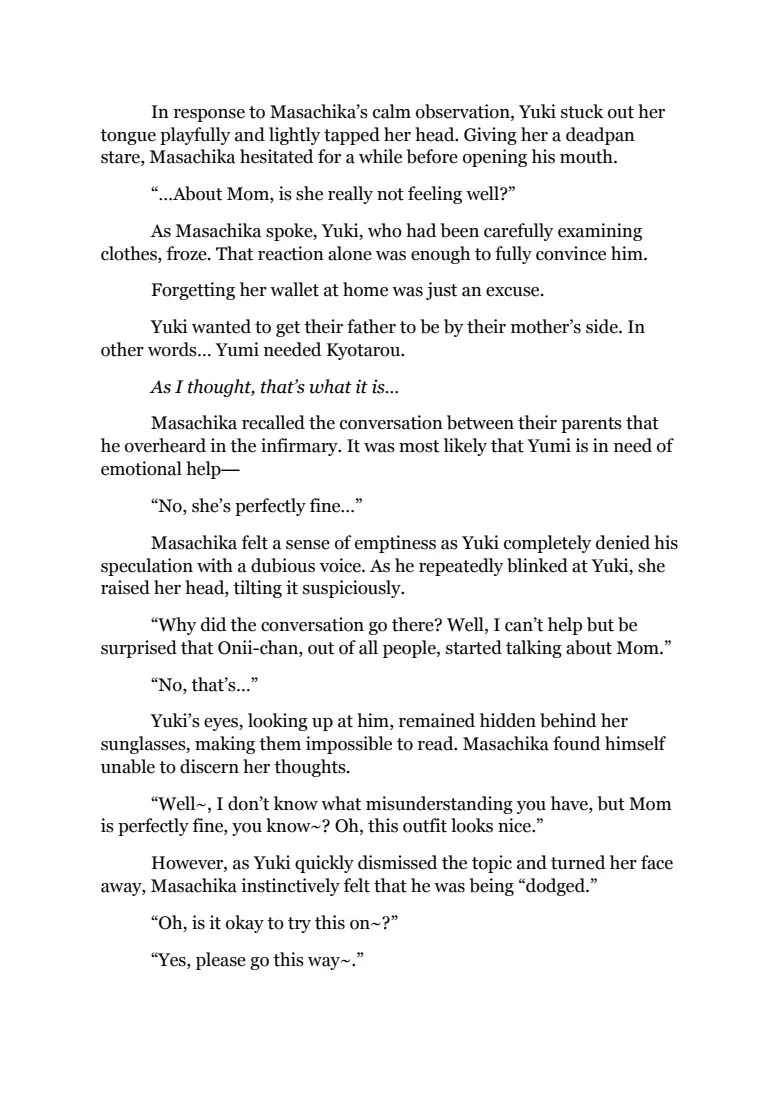 In response to Masachika’s calm observation, Yuki stuck out her
tongue playfully and lightly tapped her head. Giving her a deadpan
stare, Masachika hesitated for a while before opening his mouth.
“…About Mom, is she really not feeling well?”
As Masachika spoke, Yuki, who had been carefully examining
clothes, froze. That reaction alone was enough to fully convince him.
Forgetting her wallet at home was just an excuse.
Yuki wanted to get their father to be by their mother’s side. In
other words… Yumi needed Kyotarou.
As I thought, that’s what it is…
Masachika recalled the conversation between their parents that
he overheard in the infirmary. It was most likely that Yumi is in need of
emotional help—
“No, she’s perfectly fine…”
Masachika felt a sense of emptiness as Yuki completely denied his
speculation with a dubious voice. As he repeatedly blinked at Yuki, she
raised her head, tilting it suspiciously.
“Why did the conversation go there? Well, I can’t help but be
surprised that Onii-chan, out of all people, started talking about Mom.”
“No, that’s…”
Yuki’s eyes, looking up at him, remained hidden behind her
sunglasses, making them impossible to read. Masachika found himself
unable to discern her thoughts.
“Well~, I don’t know what misunderstanding you have, but Mom
is perfectly fine, you know~? Oh, this outfit looks nice.”
However, as Yuki quickly dismissed the topic and turned her face
away, Masachika instinctively felt that he was being “dodged.”
“Oh, is it okay to try this on~?”
“Yes, please go this way~.”